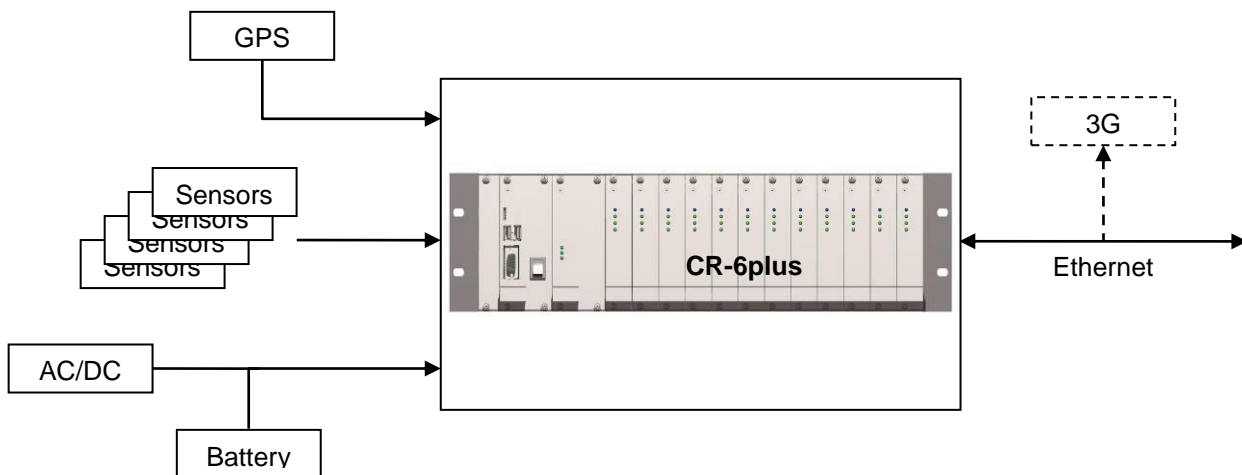 GPS
3G
Sensors
Sensors
Sensors
Sensors
CR-6plus
Ethernet
AC/DC
Battery